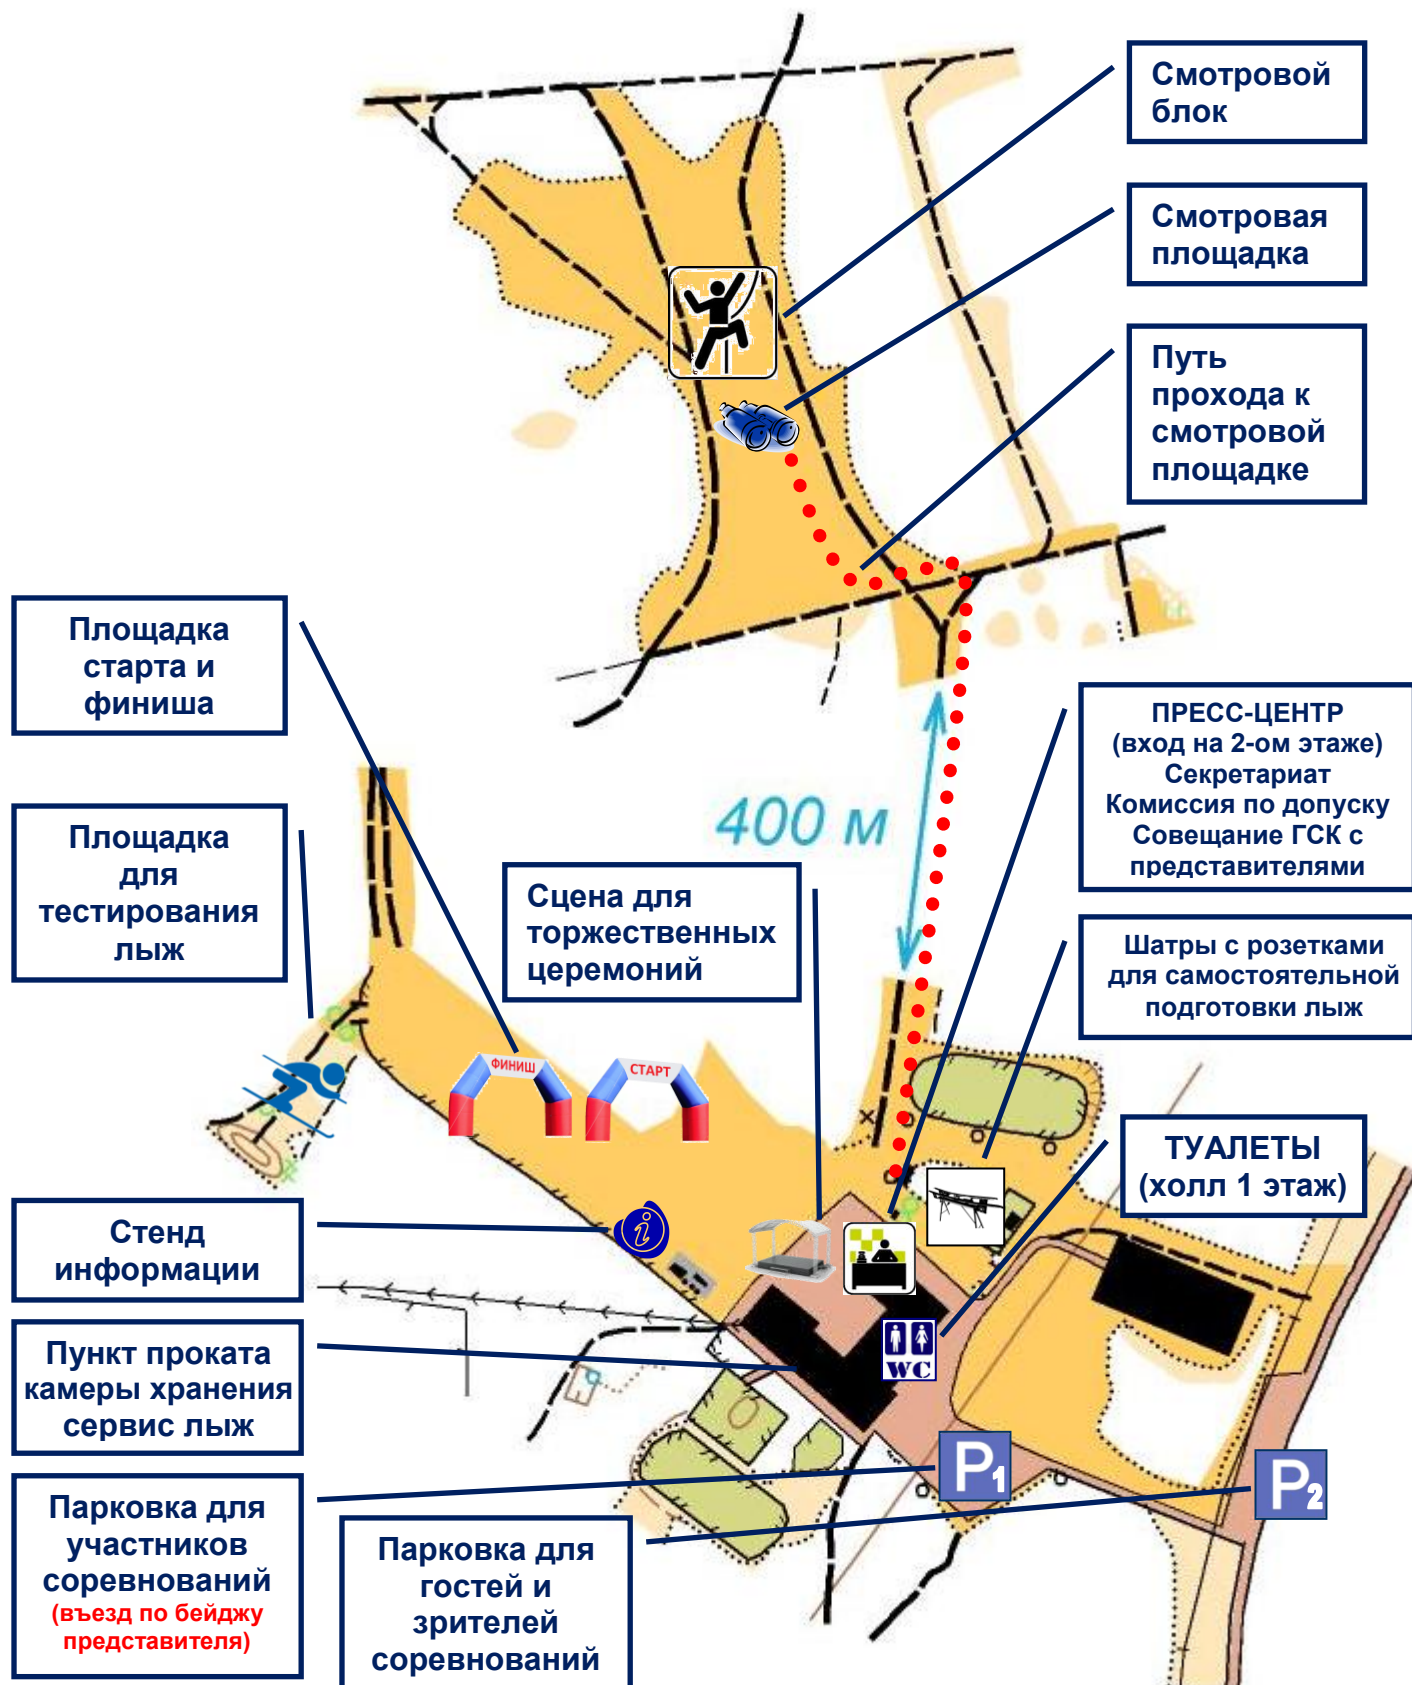 Смотровой
блок
Смотровая
площадка
Путь
прохода к
смотровой
площадке
Площадка
старта и
финиша
ПРЕСС-ЦЕНТР
(вход на 2-ом этаже)
Секретариат
Комиссия по допуску
Совещание ГСК с
представителями
400 м
Площадка
для
тестирования
лыж
Сцена для
торжественных
церемоний
Шатры с розетками
для самостоятельной
подготовки лыж
ФИНИШ
СТАРТ
ТУАЛЕТЫ
(холл 1 этаж)
Стенд
информации
i
WC
Пункт проката
камеры хранения
сервис лыж
P1
P2
Парковка для
участников
соревнований
(въезд по бейджу
представителя)
Парковка для
гостей и
зрителей
соревнований